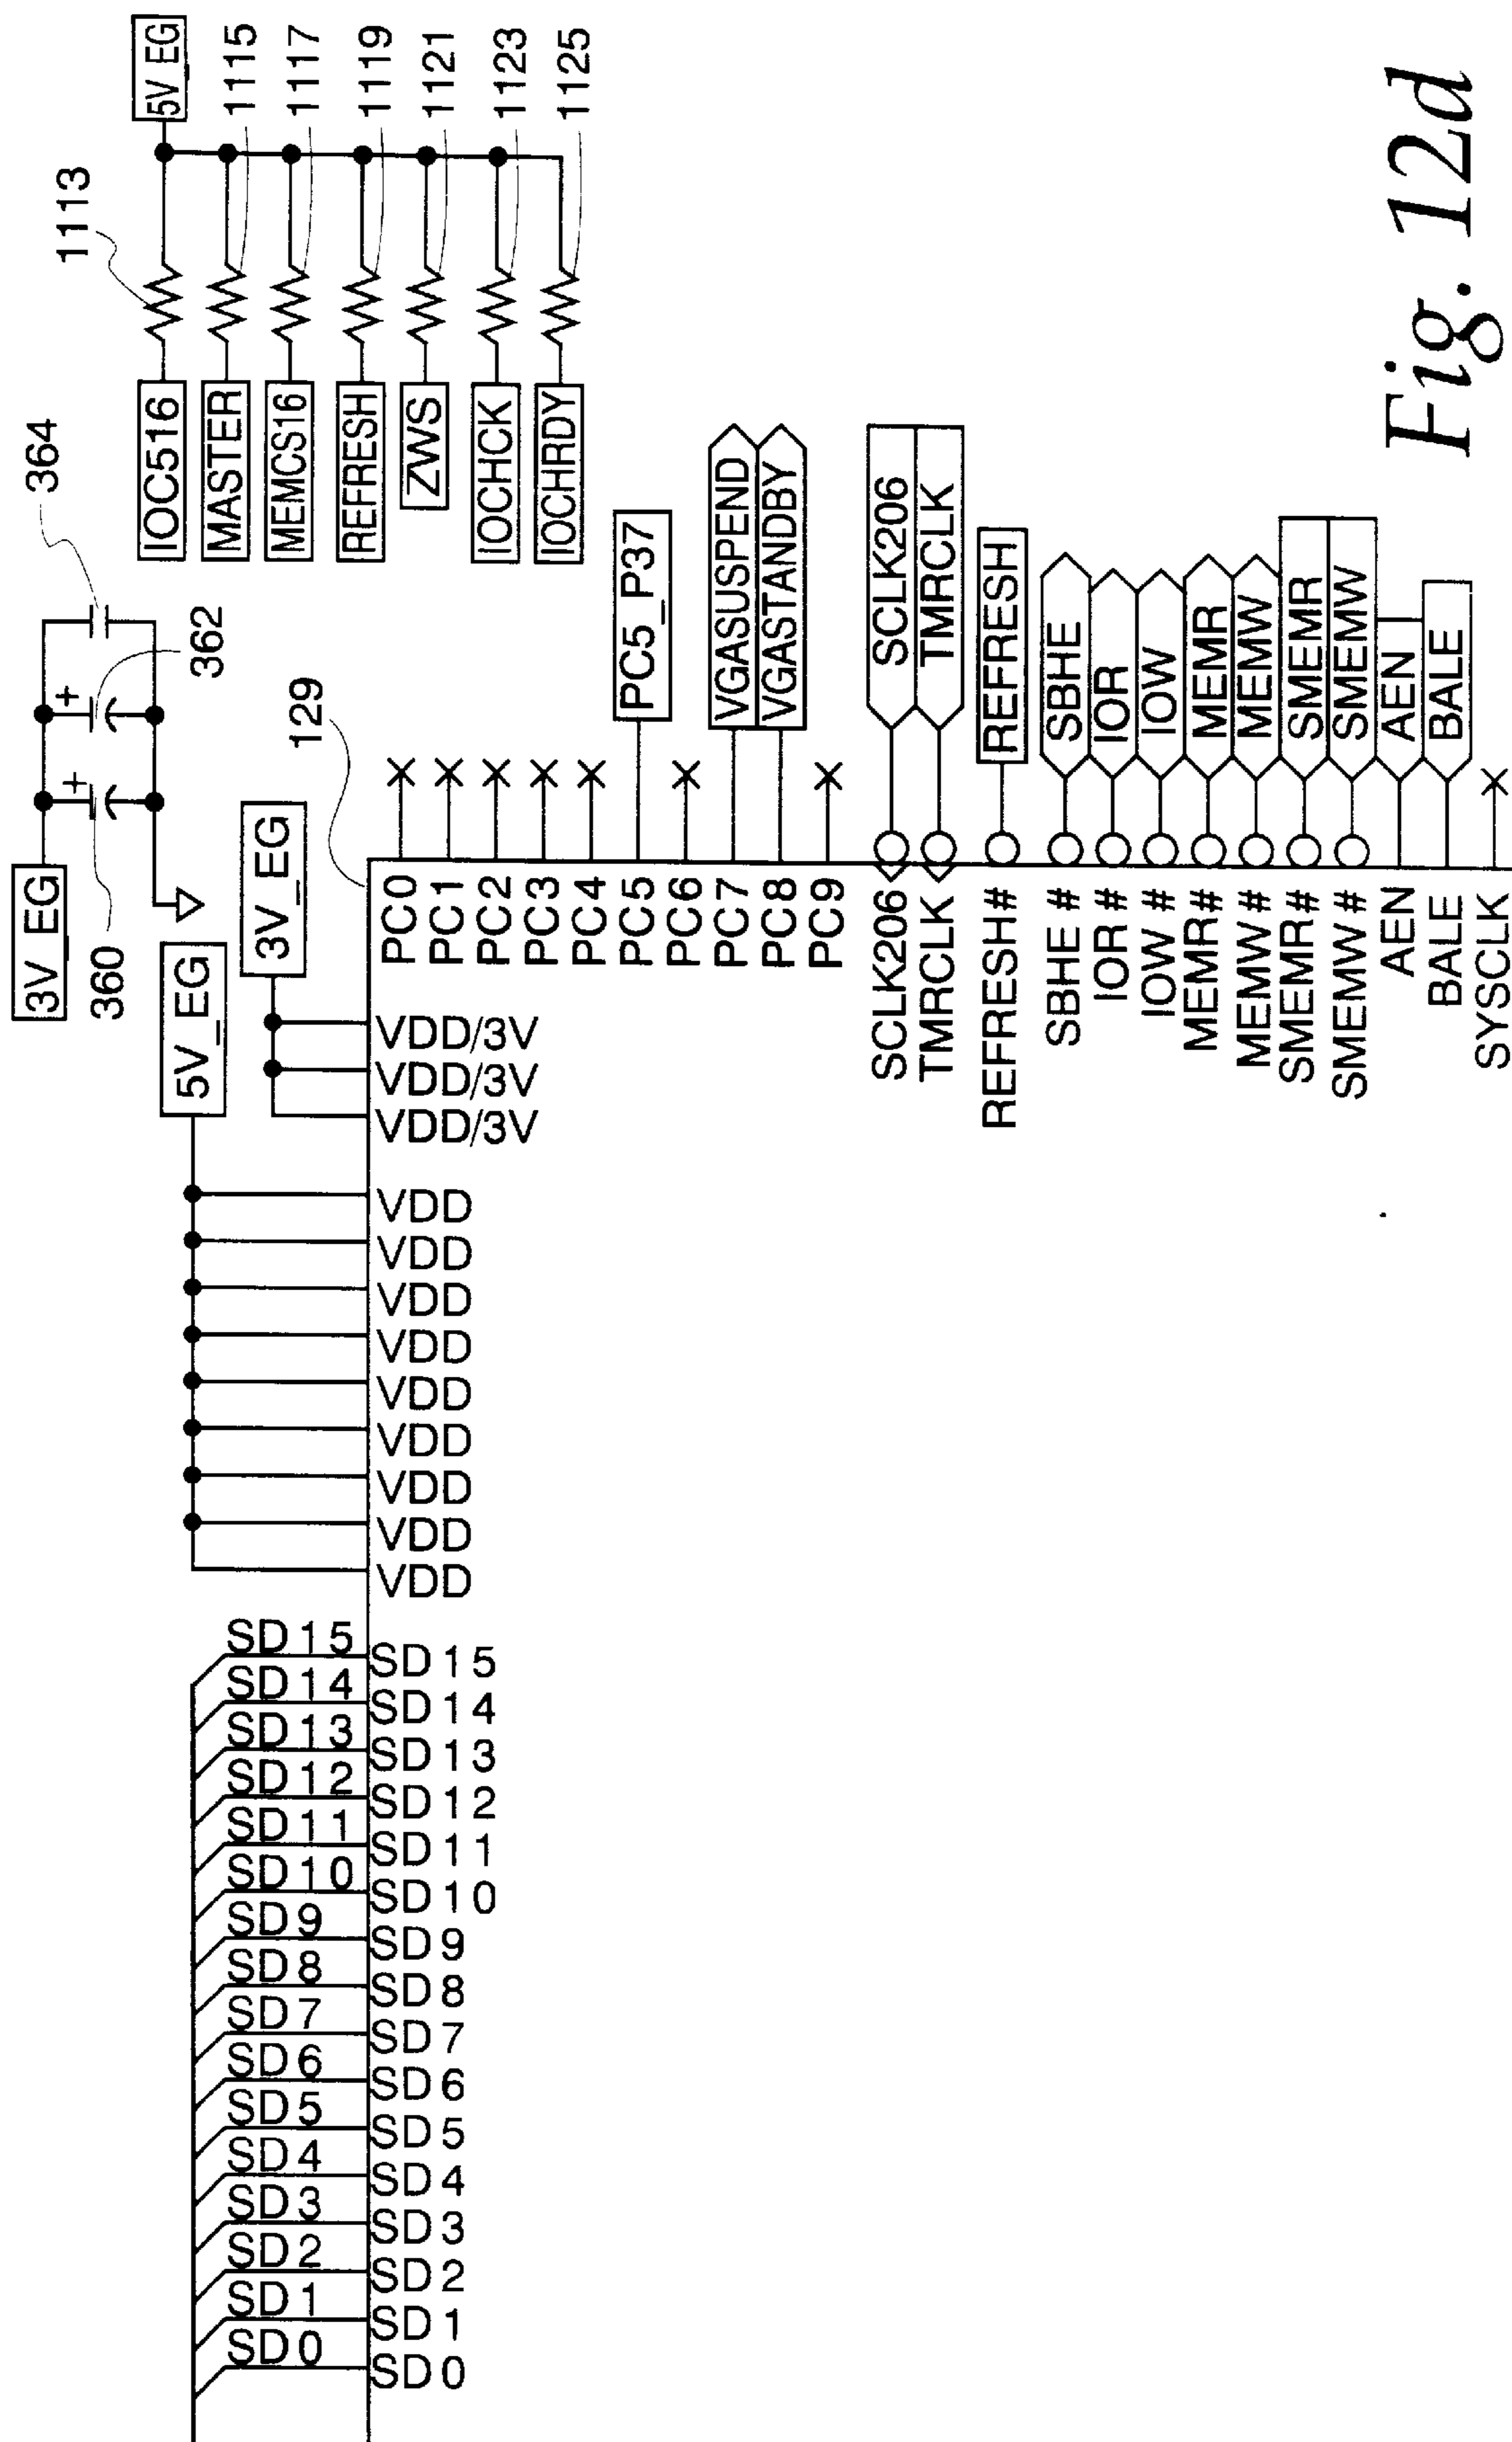 3V_EG
360
362
364
5V_EG
1113
1115
1117
1119
1121
1123
1125
IOC516
MASTER
MEMCS16
REFRESH
ZWS
IOCHCK
IOCHRDY
5V_EG
3V_EG
129
SD15
SD14
SD13
SD12
SD11
SD10
SD9
SD8
SD7
SD6
SD5
SD4
SD3
SD2
SD1
SD0
SD15
SD14
SD13
SD12
SD11
SD10
SD9
SD8
SD7
SD6
SD5
SD4
SD3
SD2
SD1
SD0
VDD
VDD
VDD
VDD
VDD
VDD
VDD
VDD
VDD
VDD/3V
VDD/3V
VDD/3V
PC0
PC1
PC2
PC3
PC4
PC5 PC5_P37
PC6
PC7 VGASUSPEND
PC8 VGASTANDBY
PC9
SCLK206 SCLK206
TMRCLK TMRCLK
REFRESH# REFRESH
SBHE # SBHE
IOR # IOR
IOW # IOW
MEMR# MEMR
MEMW # MEMW
SMEMR# SMEMR
SMEMW # SMEMW
AEN AEN
BALE BALE
SYSCLK
Fig. 12d